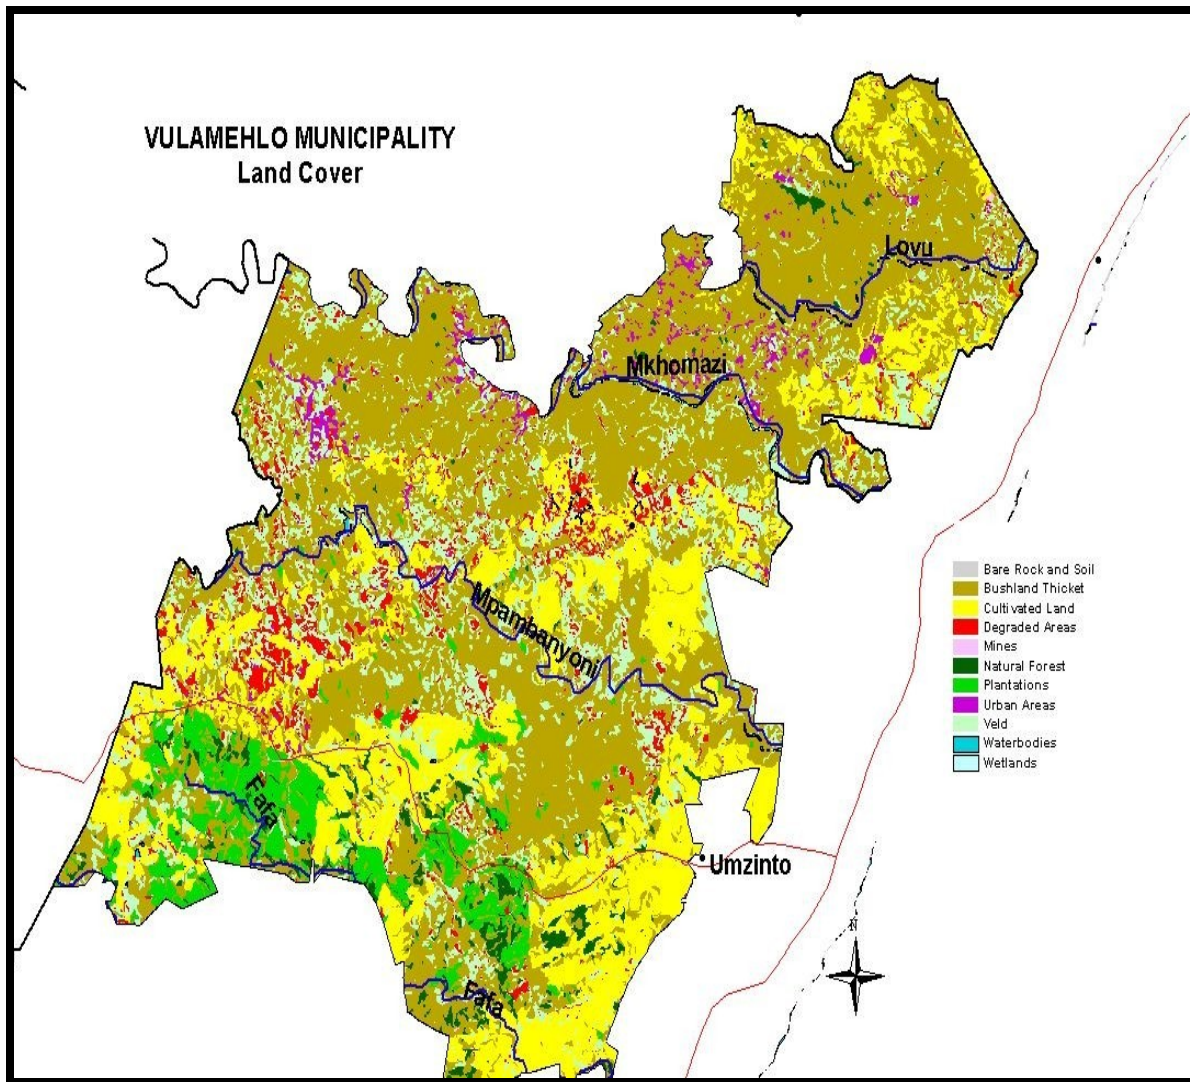 VULAMEHLO MUNICIPALITY
Land Cover
Lovu
Mkhomazi
Mpambanyoni
Bare Rock and Soil
Bushland Thicket
Cultivated Land
Degraded Areas
Mines
Natural Forest
Plantations
Urban Areas
Veld
Waterbodies
Wetlands
Fafa
Umzinto
N
Fafa